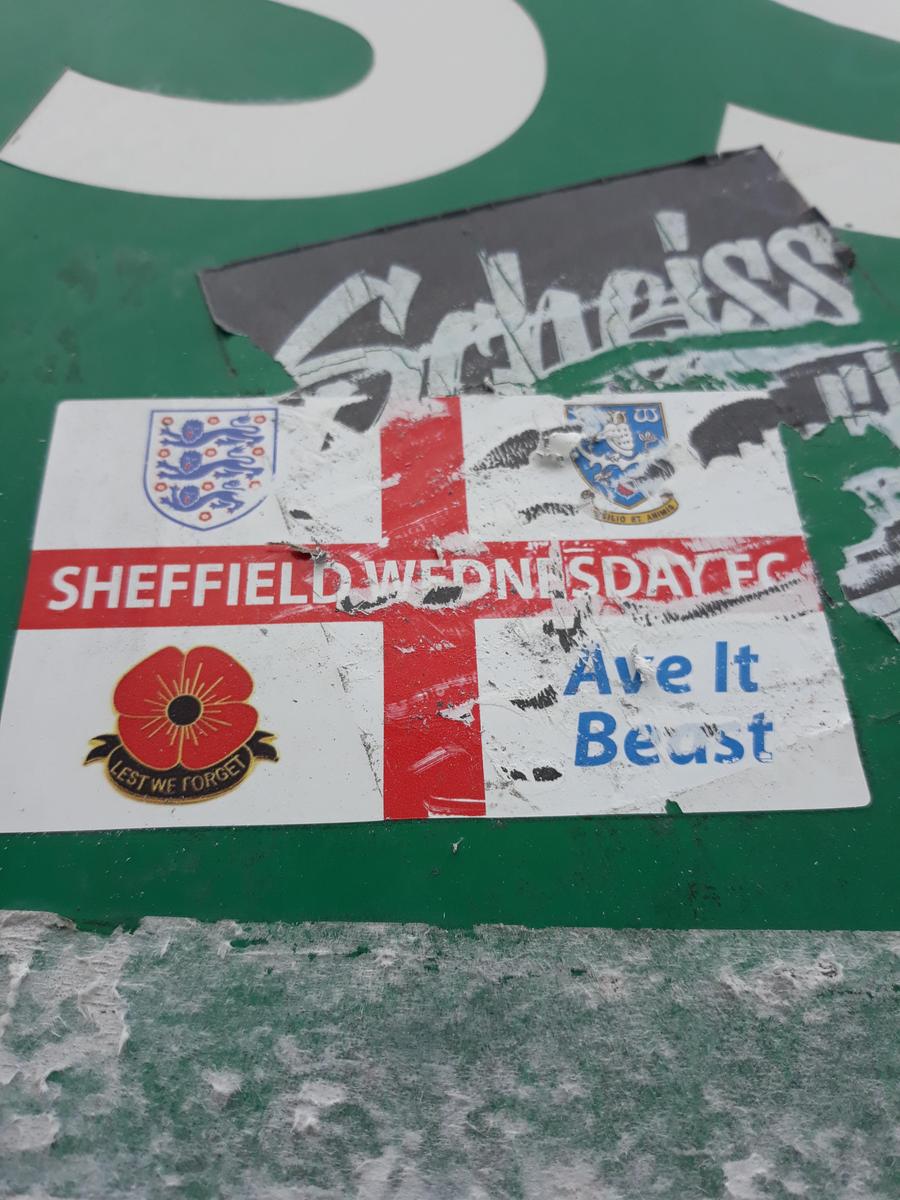 Scheiss
SHEFFIELD WEDNESDAY FC
Ave It
Beast
LEST WE FORGET